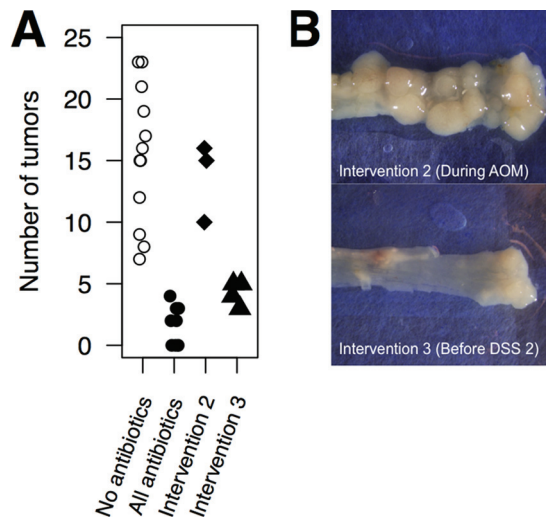 A
Number of tumors
25
20
15
10
5
0
No antibiotics
All antibiotics
Intervention 2
Intervention 3
B
Intervention 2 (During AOM)
Intervention 3 (Before DSS 2)